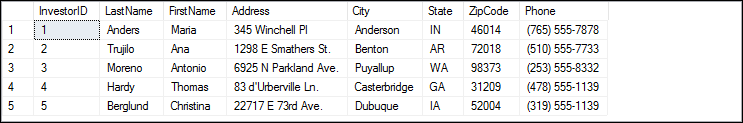 InvestorID LastName FirstName Address City State ZipCode Phone
1 1 Anders Maria 345 Winchell Pl Anderson IN 46014 (765) 555-7878
2 2 Trujilo Ana 1298 E Smathers St. Benton AR 72018 (510) 555-7733
3 3 Moreno Antonio 6925 N Parkland Ave. Puyallup WA 98373 (253) 555-8332
4 4 Hardy Thomas 83 d'Urberville Ln. Casterbridge GA 31209 (478) 555-1139
5 5 Berglund Christina 22717 E 73rd Ave. Dubuque IA 52004 (319) 555-1139